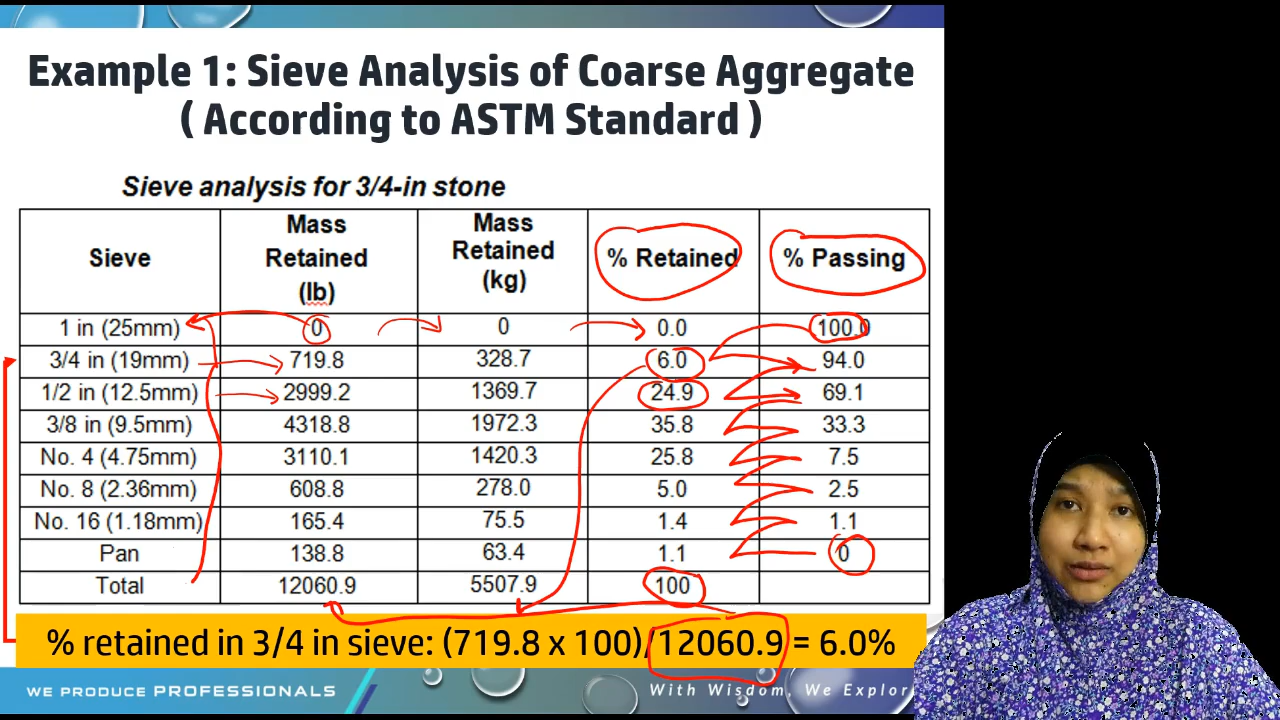 Example 1: Sieve Analysis of Coarse Aggregate
( According to ASTM Standard )
Sieve analysis for 3/4-in stone
Sieve Mass Retained (lb) Mass Retained (kg) % Retained % Passing
1 in (25mm) 0 0 0.0 100.0
3/4 in (19mm) 719.8 328.7 6.0 94.0
1/2 in (12.5mm) 2999.2 1369.7 24.9 69.1
3/8 in (9.5mm) 4318.8 1972.3 35.8 33.3
No. 4 (4.75mm) 3110.1 1420.3 25.8 7.5
No. 8 (2.36mm) 608.8 278.0 5.0 2.5
No. 16 (1.18mm) 165.4 75.5 1.4 1.1
Pan 138.8 63.4 1.1 0
Total 12060.9 5507.9 100
% retained in 3/4 in sieve: (719.8 x 100)/12060.9 = 6.0%
WE PRODUCE PROFESSIONALS
With Wisdom, We Explor